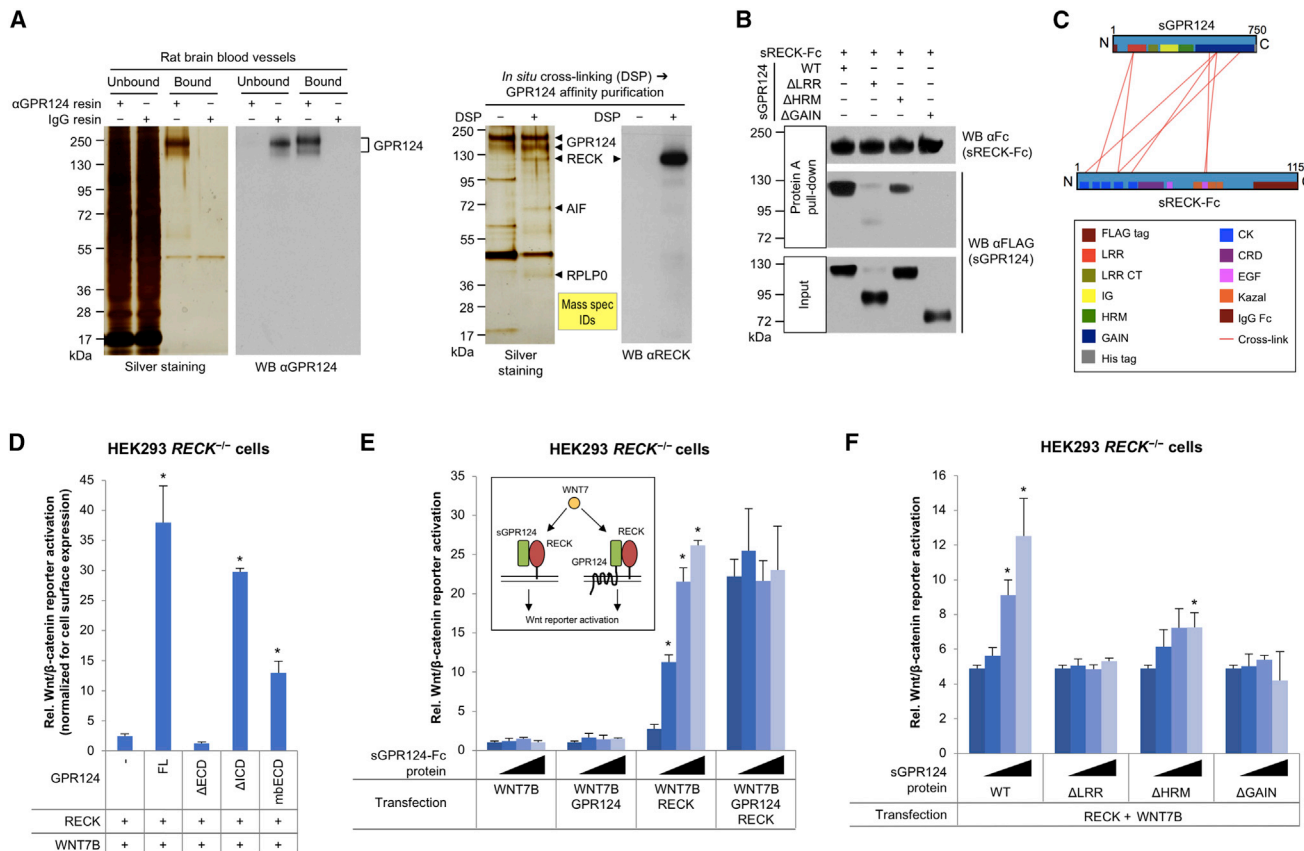 A
Rat brain blood vessels
Unbound Bound Unbound Bound
αGPR124 resin + − + − + − + −
IgG resin − + − + − + − +
250
130
95
72
55
36
28
17
kDa
GPR124
Silver staining
WB αGPR124
In situ cross-linking (DSP) ➔
GPR124 affinity purification
DSP − + DSP − +
250
130
95
72
55
36
28
17
kDa
GPR124
RECK
AIF
RPLP0
Mass spec
IDs
Silver
staining
WB αRECK
B
sRECK-Fc + + + +
sGPR124
WT + − − −
ΔLRR − + − −
ΔHRM − − + −
ΔGAIN − − − +
250
130
95
72
130
95
72
kDa
Protein A
pull-down
Input
WB αFc
(sRECK-Fc)
WB αFLAG
(sGPR124)
C
1 sGPR124 750
N C
1 115
N C
sRECK-Fc
FLAG tag
LRR
LRR CT
IG
HRM
GAIN
His tag
CK
CRD
EGF
Kazal
IgG Fc
Cross-link
D
HEK293 RECK−/− cells
Rel. Wnt/β-catenin reporter activation
(normalized for cell surface expression)
45
40
35
30
25
20
15
10
5
0
* * *
GPR124 - FL ΔECD ΔICD mbECD
RECK + + + + +
WNT7B + + + + +
E
HEK293 RECK−/− cells
Rel. Wnt/β-catenin reporter activation
35
30
25
20
15
10
5
0
WNT7
sGPR124 RECK
RECK
GPR124
Wnt reporter activation
* * *
sGPR124-Fc
protein
Transfection
WNT7B
WNT7B
GPR124
WNT7B
RECK
WNT7B
GPR124
RECK
F
HEK293 RECK−/− cells
Rel. Wnt/β-catenin reporter activation
16
14
12
10
8
6
4
2
0
* * *
sGPR124
protein
WT ΔLRR ΔHRM ΔGAIN
Transfection RECK + WNT7B